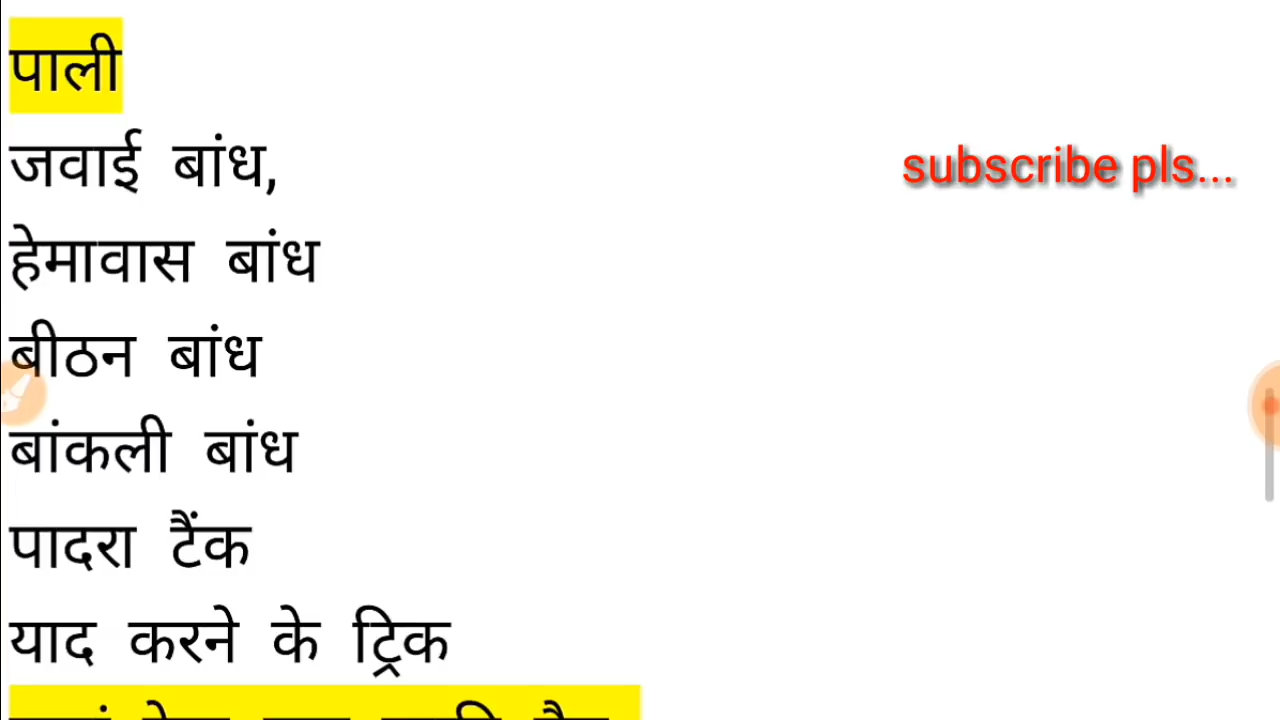 पाली
जवाई बांध,
subscribe pls...
हेमावास बांध
बीठन बांध
बांकली बांध
पादरा टैंक
याद करने के ट्रिक